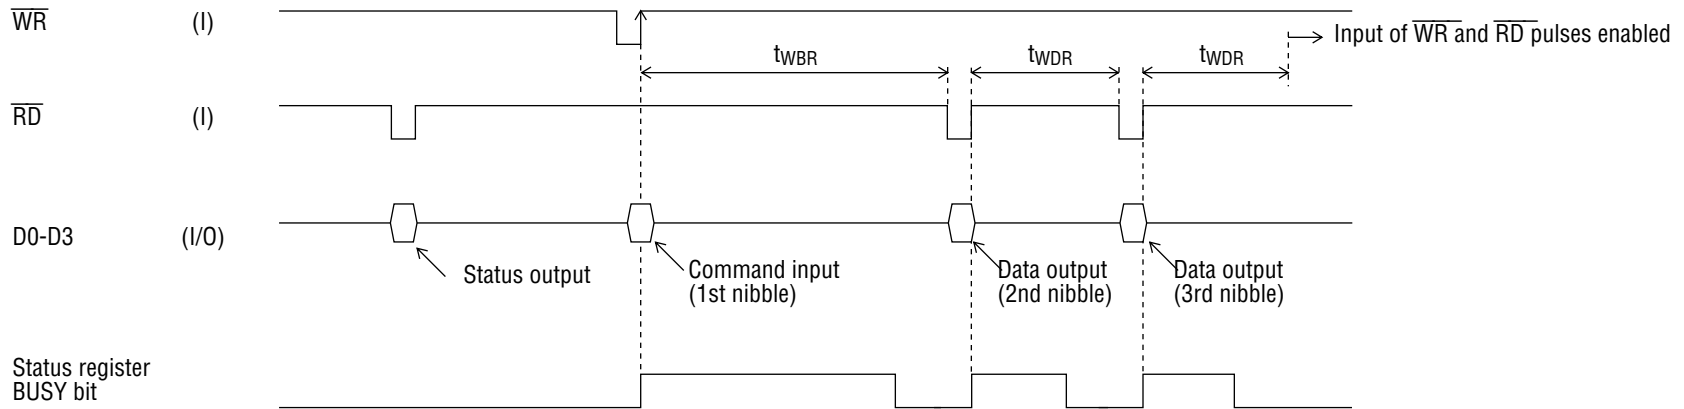 WR (I)
Input of WR and RD pulses enabled
tWBR tWDR tWDR
RD (I)
D0-D3 (I/O)
Status output
Command input
(1st nibble)
Data output
(2nd nibble)
Data output
(3rd nibble)
Status register
BUSY bit